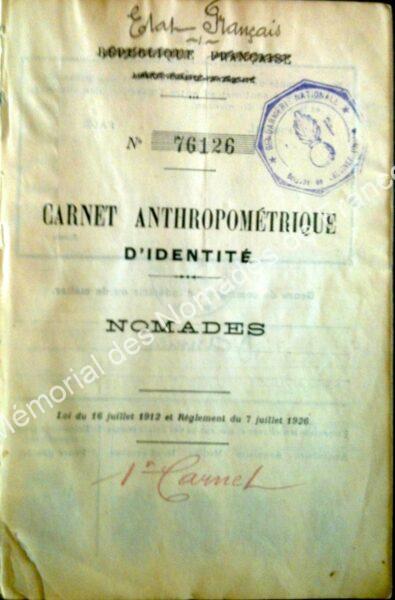 Etat Français
RÉPUBLIQUE FRANÇAISE
Nº 76126
GENDARMERIE NATIONALE
CARNET ANTHROPOMÉTRIQUE
D'IDENTITÉ
NOMADES
Loi du 16 juillet 1912 et Règlement du 7 juillet 1926
1er Carnet
Mémorial des Nomades de France